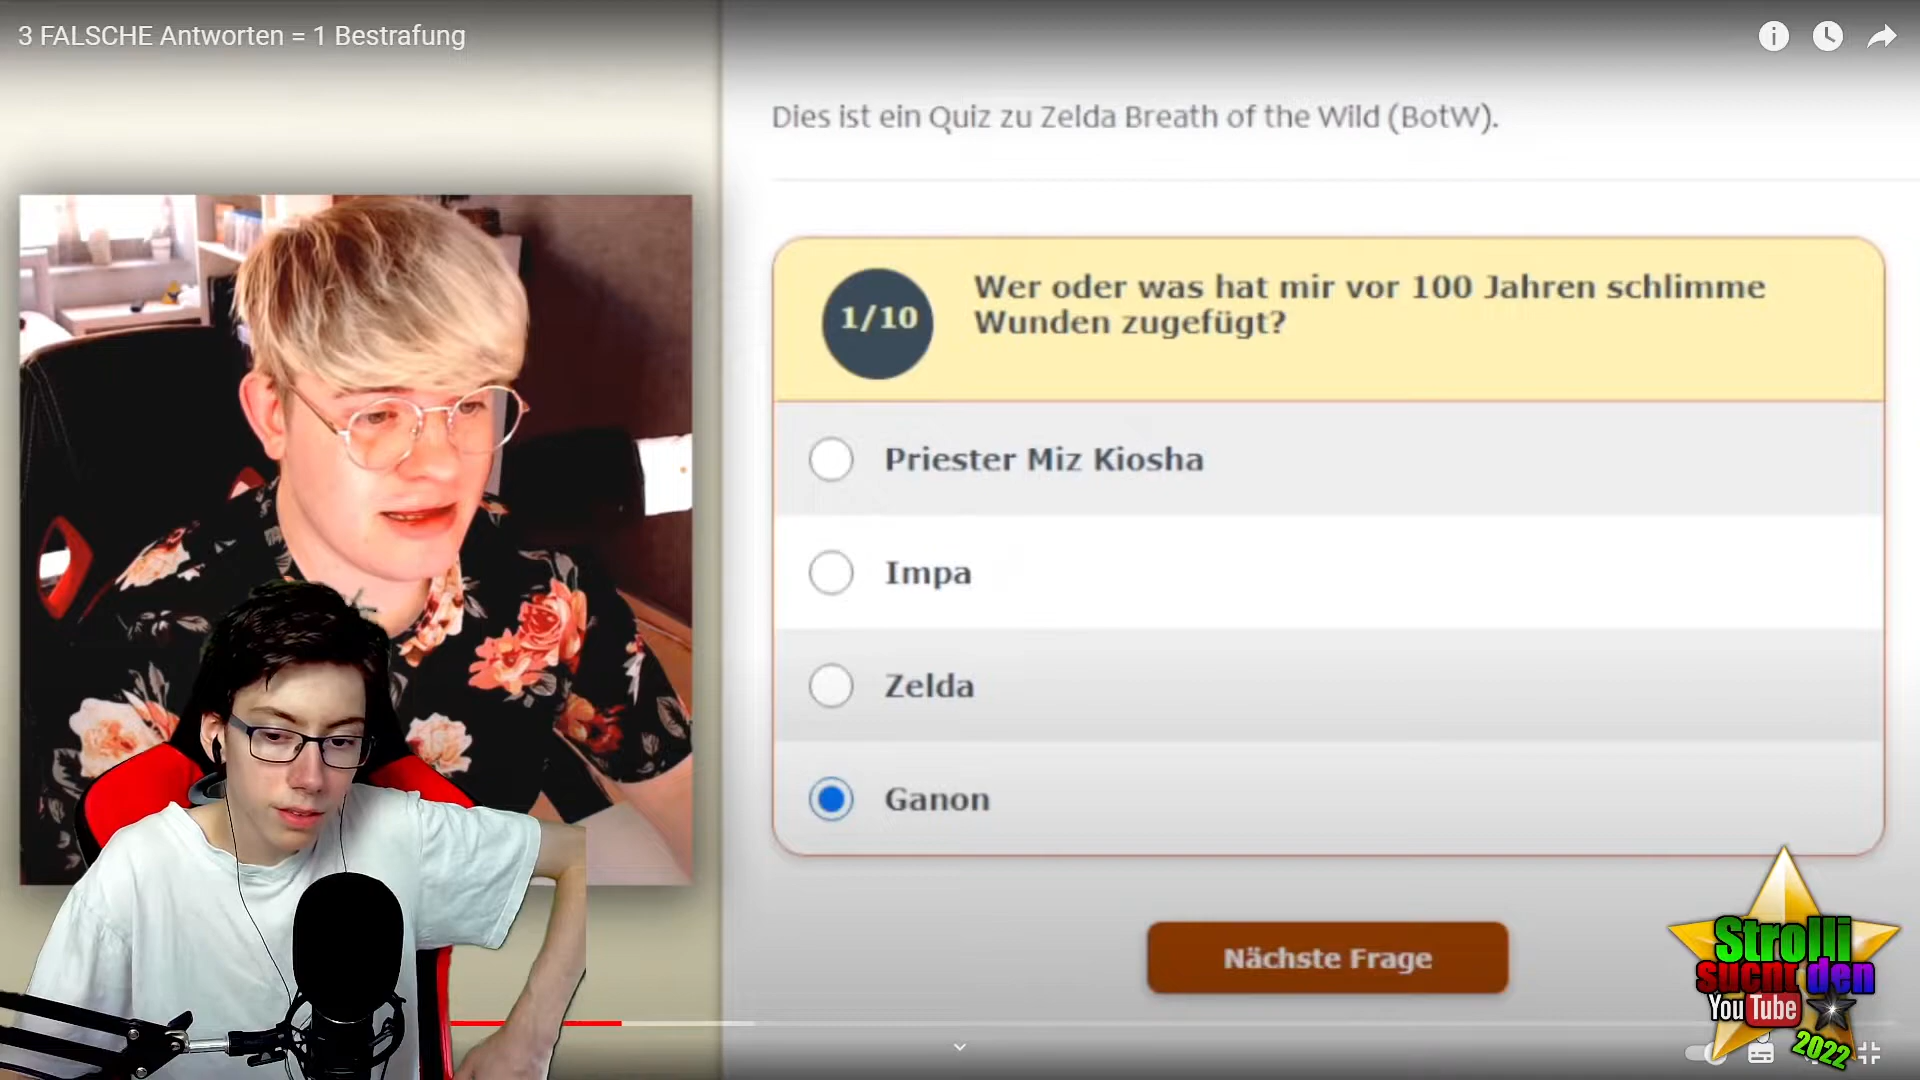 3 FALSCHE Antworten = 1 Bestrafung
Dies ist ein Quiz zu Zelda Breath of the Wild (BotW).
1/10
Wer oder was hat mir vor 100 Jahren schlimme
Wunden zugefügt?
Priester Miz Kiosha
Impa
Zelda
Ganon
Nächste Frage
Strolli
sucht den
YouTube
2022